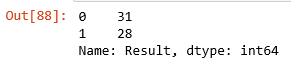 Out[88]: 0    31
1    28
Name: Result, dtype: int64